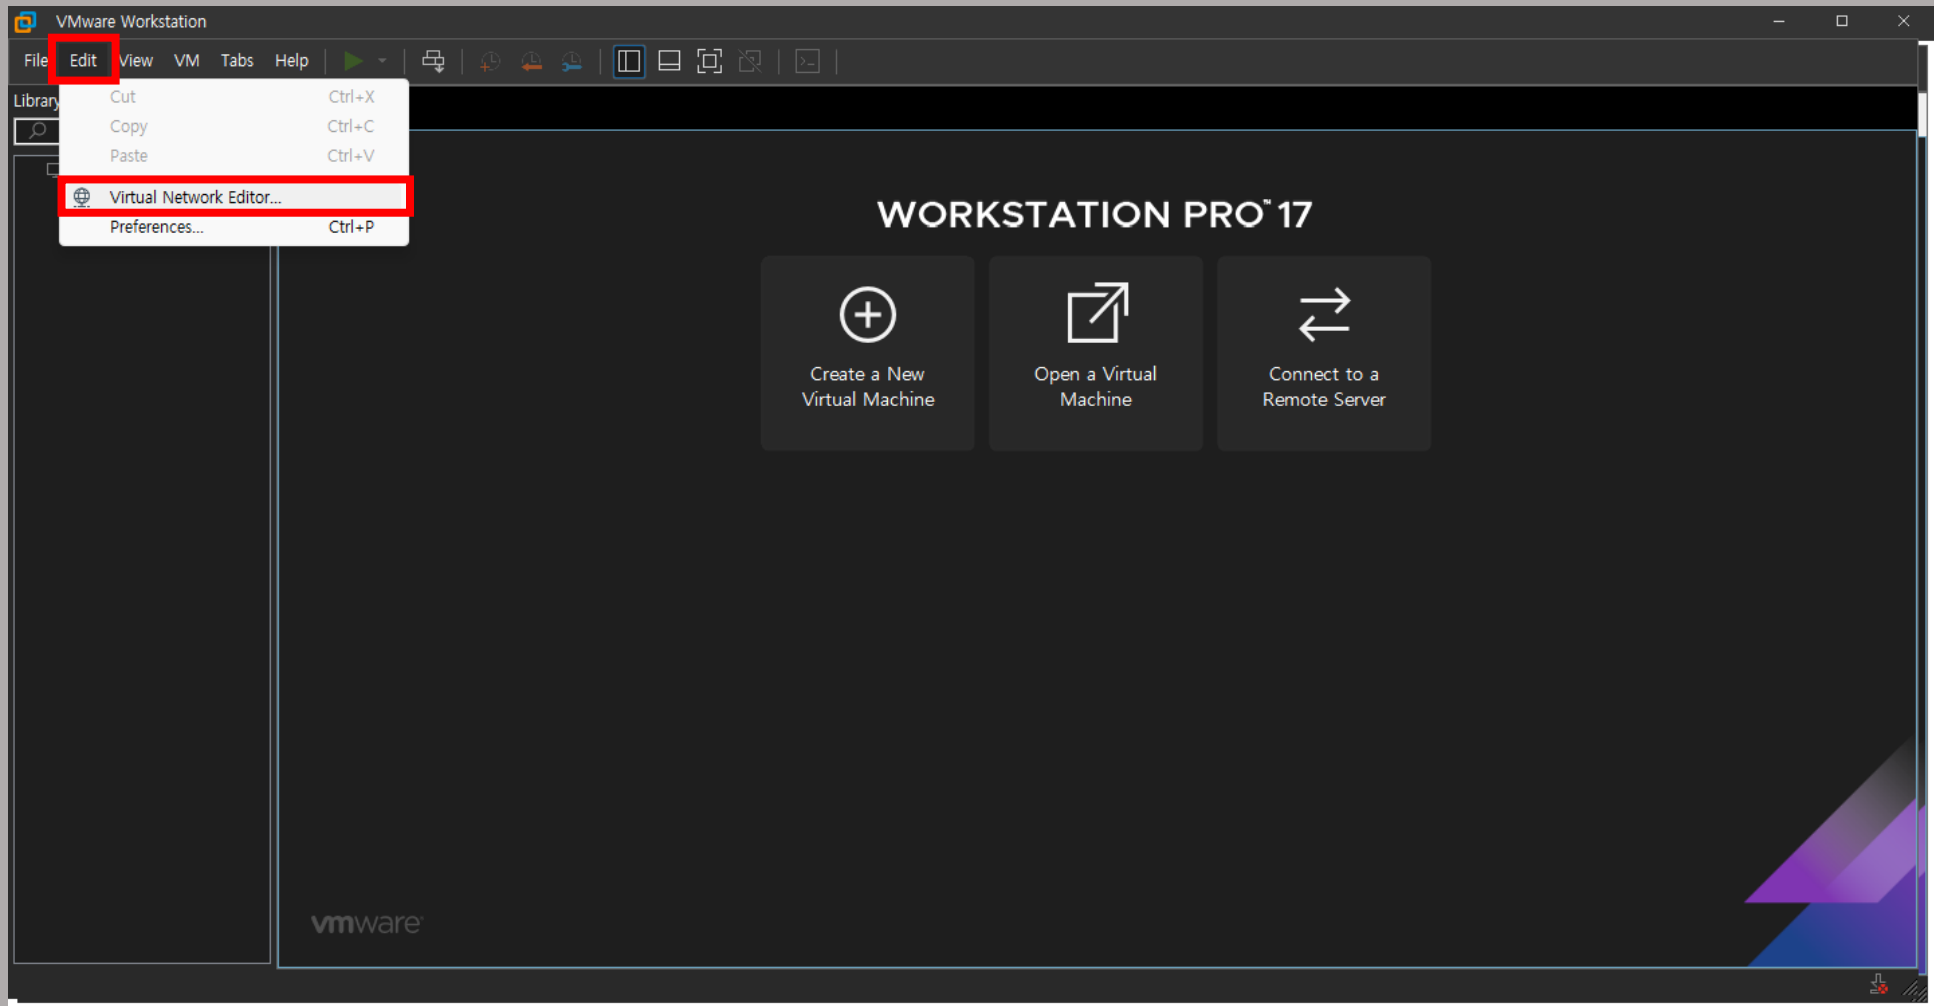 VMware Workstation
File Edit View VM Tabs Help
Library
Cut Ctrl+X
Copy Ctrl+C
Paste Ctrl+V
Virtual Network Editor...
Preferences... Ctrl+P
WORKSTATION PRO™ 17
Create a New
Virtual Machine
Open a Virtual
Machine
Connect to a
Remote Server
vmware